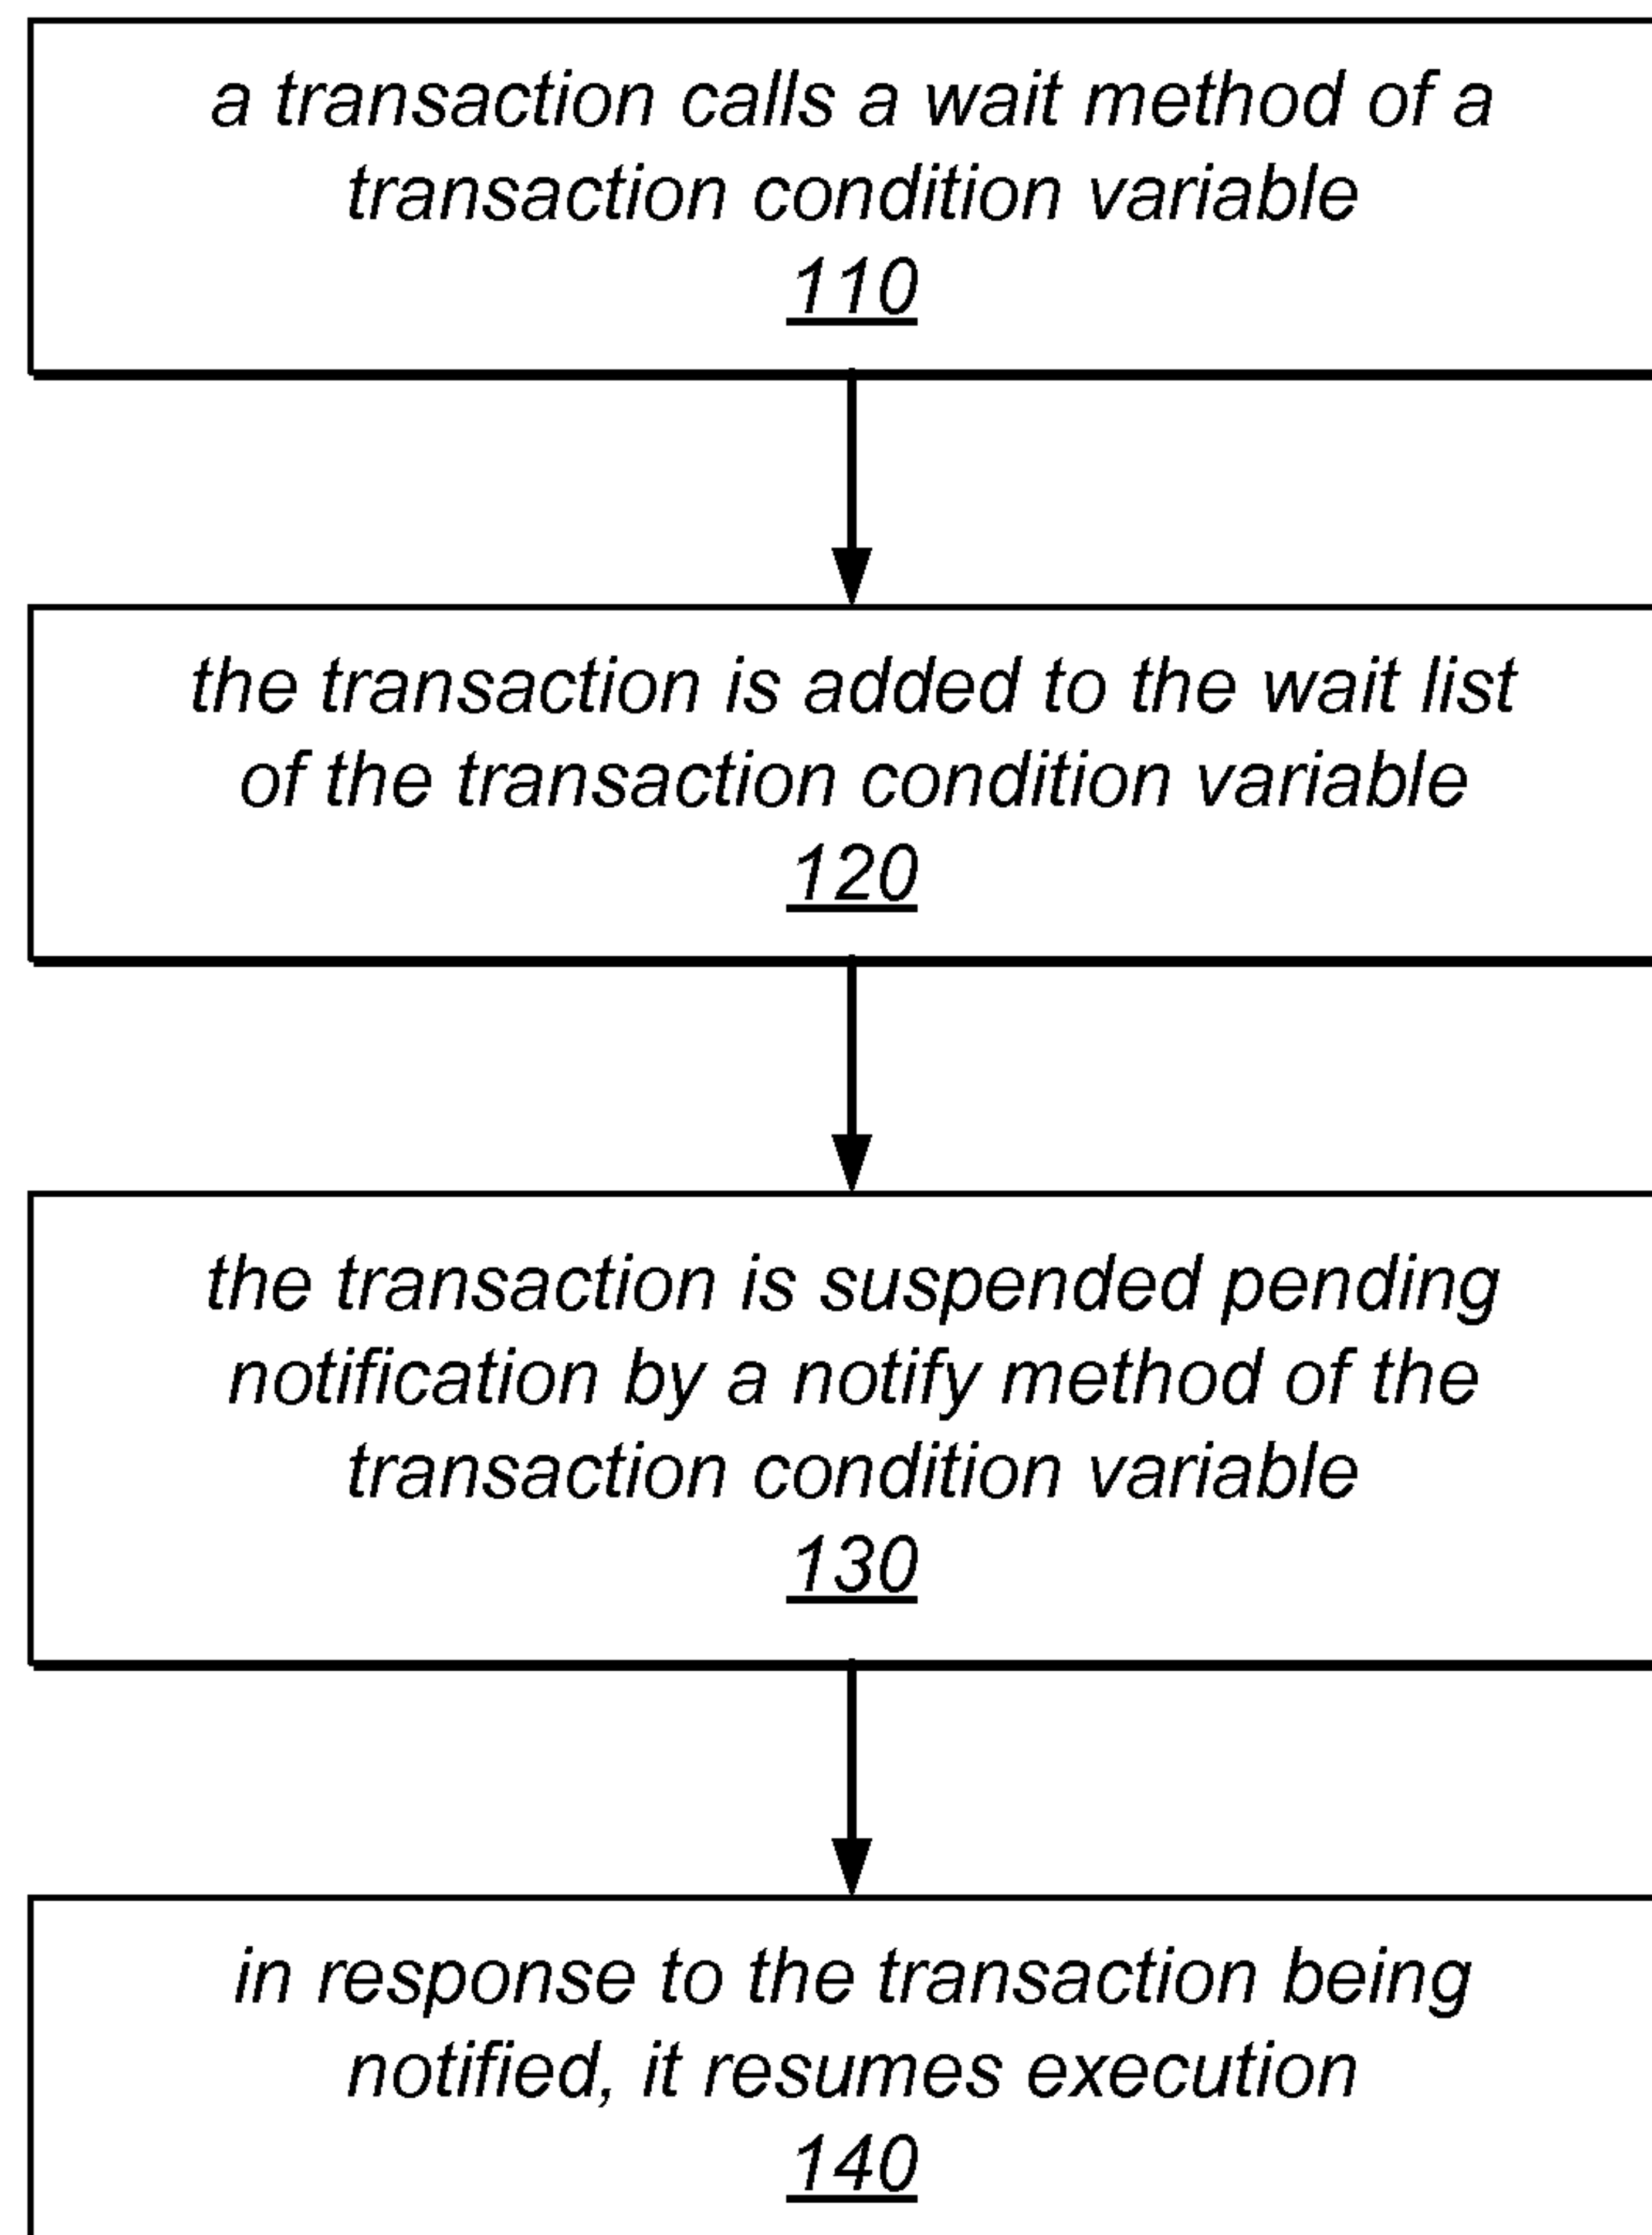 a transaction calls a wait method of a
transaction condition variable
110
the transaction is added to the wait list
of the transaction condition variable
120
the transaction is suspended pending
notification by a notify method of the
transaction condition variable
130
in response to the transaction being
notified, it resumes execution
140